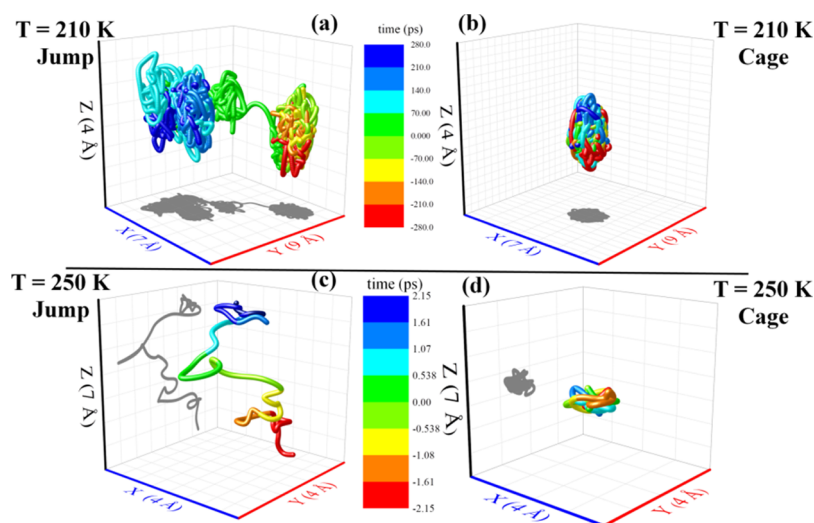 T = 210 K
Jump
(a)
Z (4 Å)
X (7Å)
Y (9 Å)
time (ps)
280.0
210.0
140.0
70.00
0.000
-70.00
-140.0
-210.0
-280.0
(b)
T = 210 K
Cage
Z (4 Å)
X (7 Å)
Y (9Å)
T = 250 K
Jump
(c)
Z (7 Å)
X (4 Å)
Y (4 Å)
time (ps)
2.15
1.61
1.07
0.538
0.00
-0.538
-1.08
-1.61
-2.15
(d)
T = 250 K
Cage
Z (7 Å)
X (4 Å)
Y (4 Å)